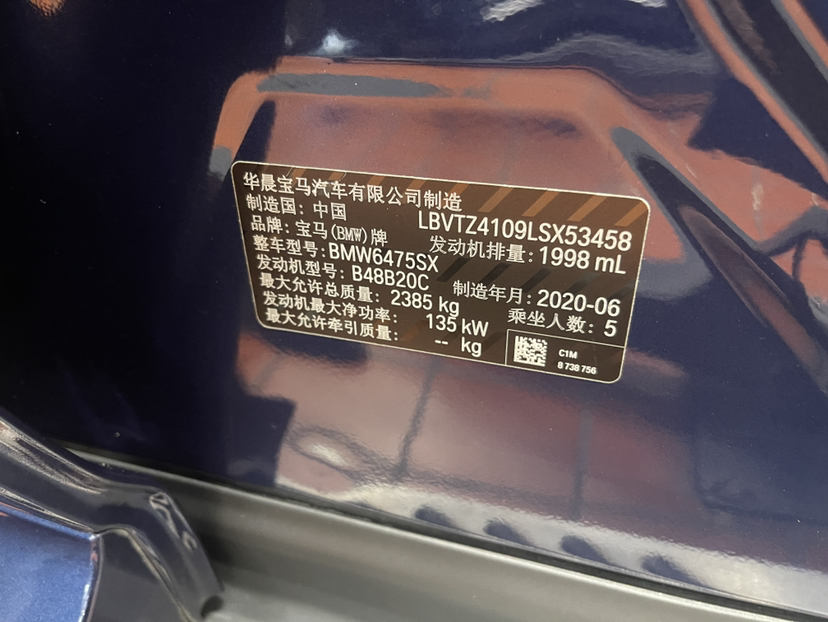 华晨宝马汽车有限公司制造
制造国: 中国 LBVTZ4109LSX53458
品牌: 宝马(BMW)牌 发动机排量: 1998 mL
整车型号: BMW6475SX
发动机型号: B48B20C 制造年月: 2020-06
最大允许总质量: 2385 kg 乘坐人数: 5
发动机最大净功率: 135 kW
最大允许牵引质量: -- kg
C1M
8 738 756